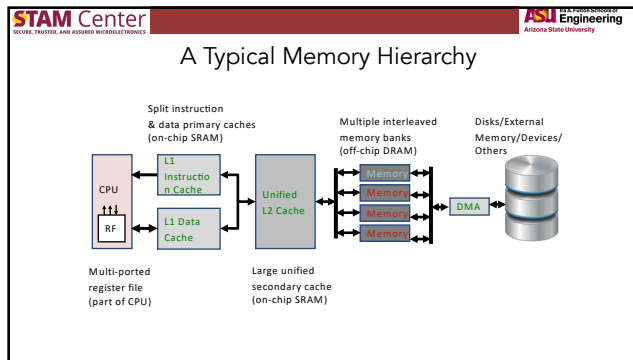 STAM Center
SECURE, TRUSTED, AND ASSURED MICROELECTRONICS
ASU Ira A. Fulton Schools of
Engineering
Arizona State University
A Typical Memory Hierarchy
Split instruction
& data primary caches
(on-chip SRAM)
Multiple interleaved
memory banks
(off-chip DRAM)
Disks/External
Memory/Devices/
Others
CPU
RF
L1
Instructio
n Cache
L1 Data
Cache
Unified
L2 Cache
Memory
Memory
Memory
Memory
DMA
Multi-ported
register file
(part of CPU)
Large unified
secondary cache
(on-chip SRAM)